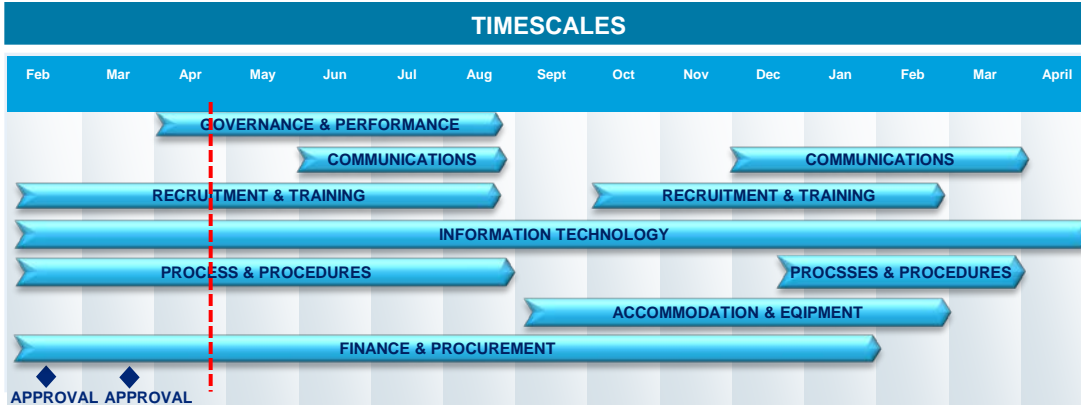 TIMESCALES
Feb Mar Apr May Jun Jul Aug Sept Oct Nov Dec Jan Feb Mar April
GOVERNANCE & PERFORMANCE
COMMUNICATIONS COMMUNICATIONS
RECRUITMENT & TRAINING RECRUITMENT & TRAINING
INFORMATION TECHNOLOGY
PROCESS & PROCEDURES PROCSSES & PROCEDURES
ACCOMMODATION & EQIPMENT
FINANCE & PROCUREMENT
APPROVAL APPROVAL